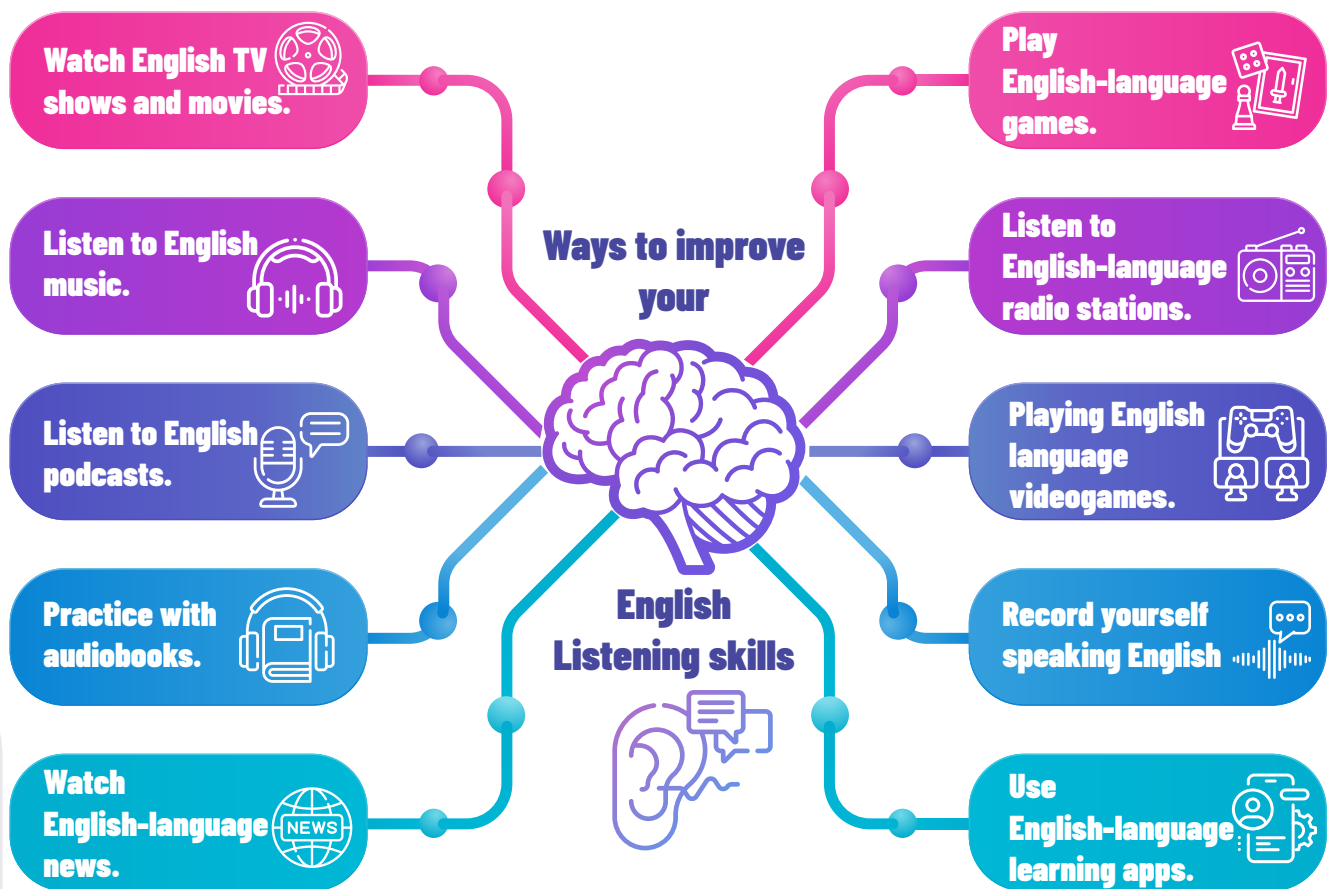 Watch English TV
shows and movies.
Listen to English
music.
Listen to English
podcasts.
Practice with
audiobooks.
Watch
English-language
news.
NEWS
Ways to improve
your
English
Listening skills
Play
English-language
games.
Listen to
English-language
radio stations.
Playing English
language
videogames.
Record yourself
speaking English
Use
English-language
learning apps.